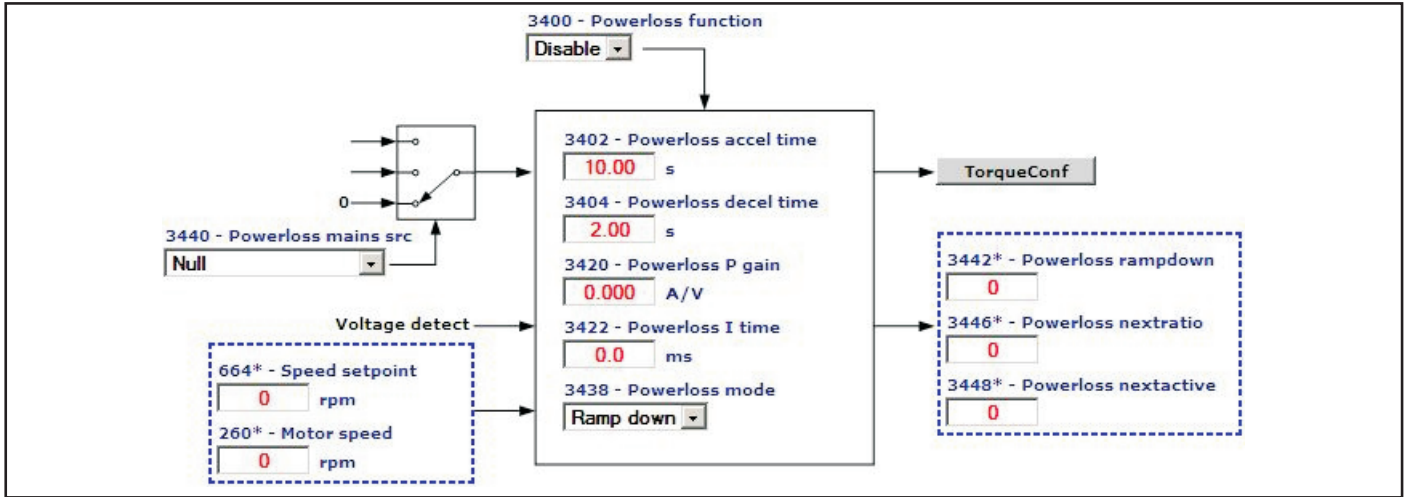 3400 - Powerloss function
Disable
3402 - Powerloss accel time
10.00 s
3404 - Powerloss decel time
2.00 s
3420 - Powerloss P gain
0.000 A/V
3422 - Powerloss I time
0.0 ms
3438 - Powerloss mode
Ramp down
0
3440 - Powerloss mains src
Null
Voltage detect
664* - Speed setpoint
0 rpm
260* - Motor speed
0 rpm
TorqueConf
3442* - Powerloss rampdown
0
3446* - Powerloss nextratio
0
3448* - Powerloss nextactive
0